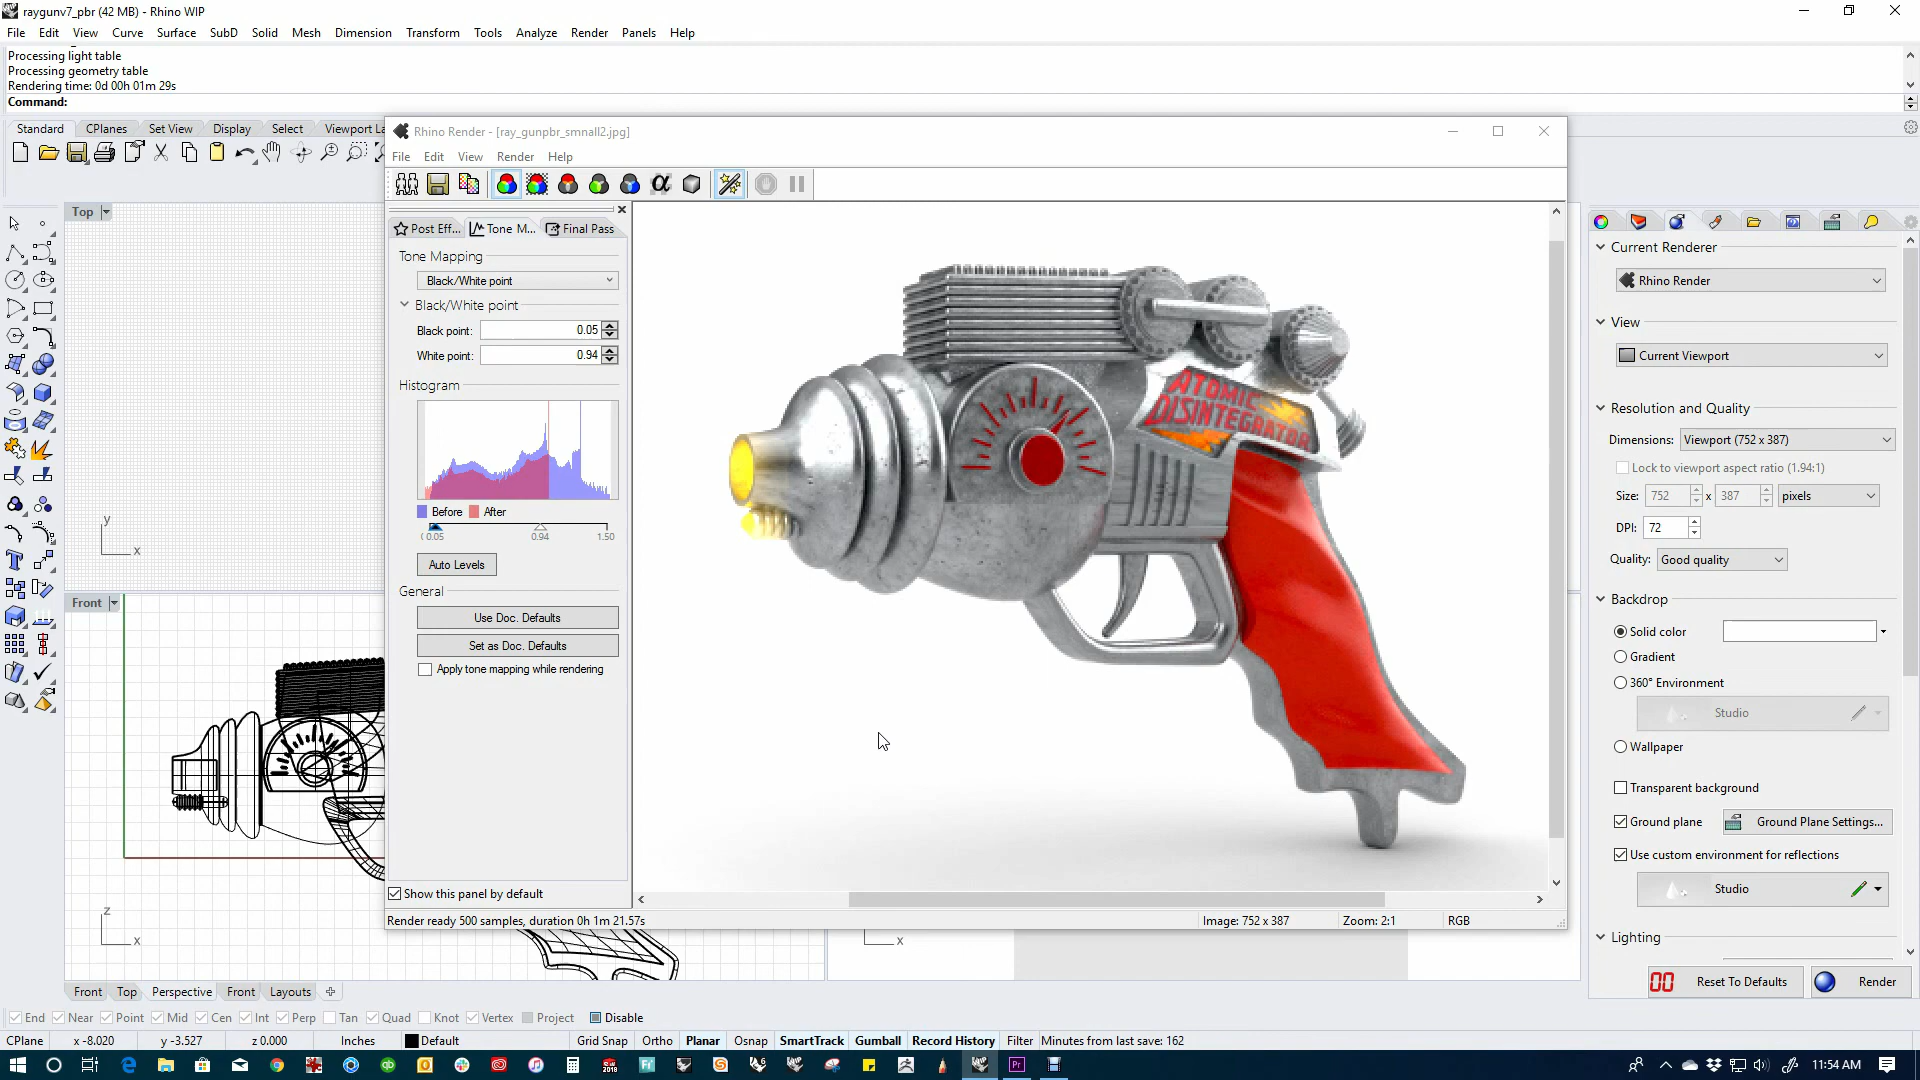 raygunv7_pbr (42 MB) - Rhino WIP
File Edit View Curve Surface SubD Solid Mesh Dimension Transform Tools Analyze Render Panels Help
Processing light table
Processing geometry table
Rendering time: 0d 00h 01m 29s
Command:
Standard CPlanes Set View Display Select Viewport La
Rhino Render - [ray_gunpbr_smnall2.jpg]
File Edit View Render Help
α
Top
Post Eff... Tone M... Final Pass
Tone Mapping
Black/White point
Black/White point
Black point: 0.05
White point: 0.94
Histogram
Before After
0.05 0.94 1.50
Auto Levels
General
Use Doc. Defaults
Set as Doc. Defaults
Apply tone mapping while rendering
Show this panel by default
Render ready 500 samples, duration 0h 1m 21.57s
Image: 752 x 387 Zoom: 2:1 RGB
ATOMIC
DISINTEGRATOR
y
x
Front
z
x
x
Current Renderer
Rhino Render
View
Current Viewport
Resolution and Quality
Dimensions: Viewport (752 x 387)
Lock to viewport aspect ratio (1.94:1)
Size: 752 x 387 pixels
DPI: 72
Quality: Good quality
Backdrop
Solid color
Gradient
360° Environment
Studio
Wallpaper
Transparent background
Ground plane Ground Plane Settings...
Use custom environment for reflections
Studio
Lighting
Reset To Defaults Render
Front Top Perspective Front Layouts
End Near Point Mid Cen Int Perp Tan Quad Knot Vertex Project Disable
CPlane x -8.020 y -3.527 z 0.000 Inches Default Grid Snap Ortho Planar Osnap SmartTrack Gumball Record History Filter Minutes from last save: 162
11:54 AM